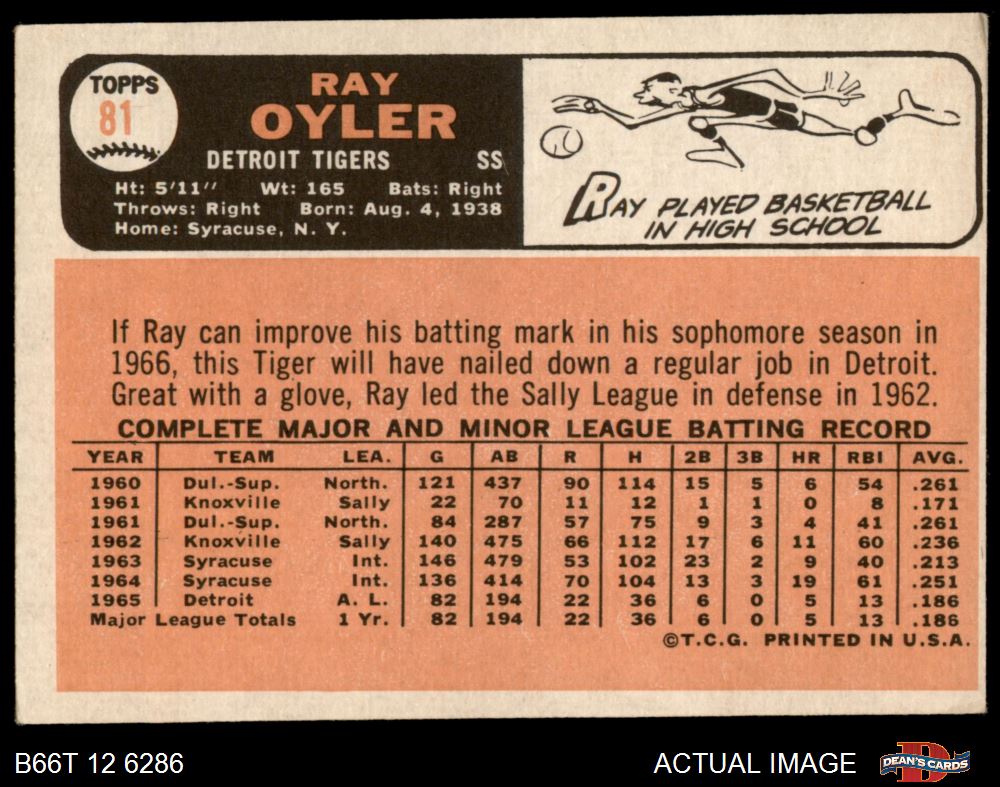 TOPPS
81
RAY
OYLER
DETROIT TIGERS SS
Ht: 5'11" Wt: 165 Bats: Right
Throws: Right Born: Aug. 4, 1938
Home: Syracuse, N. Y.
RAY PLAYED BASKETBALL
IN HIGH SCHOOL
If Ray can improve his batting mark in his sophomore season in
1966, this Tiger will have nailed down a regular job in Detroit.
Great with a glove, Ray led the Sally League in defense in 1962.
COMPLETE MAJOR AND MINOR LEAGUE BATTING RECORD
YEAR TEAM LEA. G AB R H 2B 3B HR RBI AVG.
1960 Dul.-Sup. North. 121 437 90 114 15 5 6 54 .261
1961 Knoxville Sally 22 70 11 12 1 1 0 8 .171
1961 Dul.-Sup. North. 84 287 57 75 9 3 4 41 .261
1962 Knoxville Sally 140 475 66 112 17 6 11 60 .236
1963 Syracuse Int. 146 479 53 102 23 2 9 40 .213
1964 Syracuse Int. 136 414 70 104 13 3 19 61 .251
1965 Detroit A. L. 82 194 22 36 6 0 5 13 .186
Major League Totals 1 Yr. 82 194 22 36 6 0 5 13 .186
©T.C.G. PRINTED IN U.S.A.
B66T 12 6286 ACTUAL IMAGE
DEAN'S CARDS